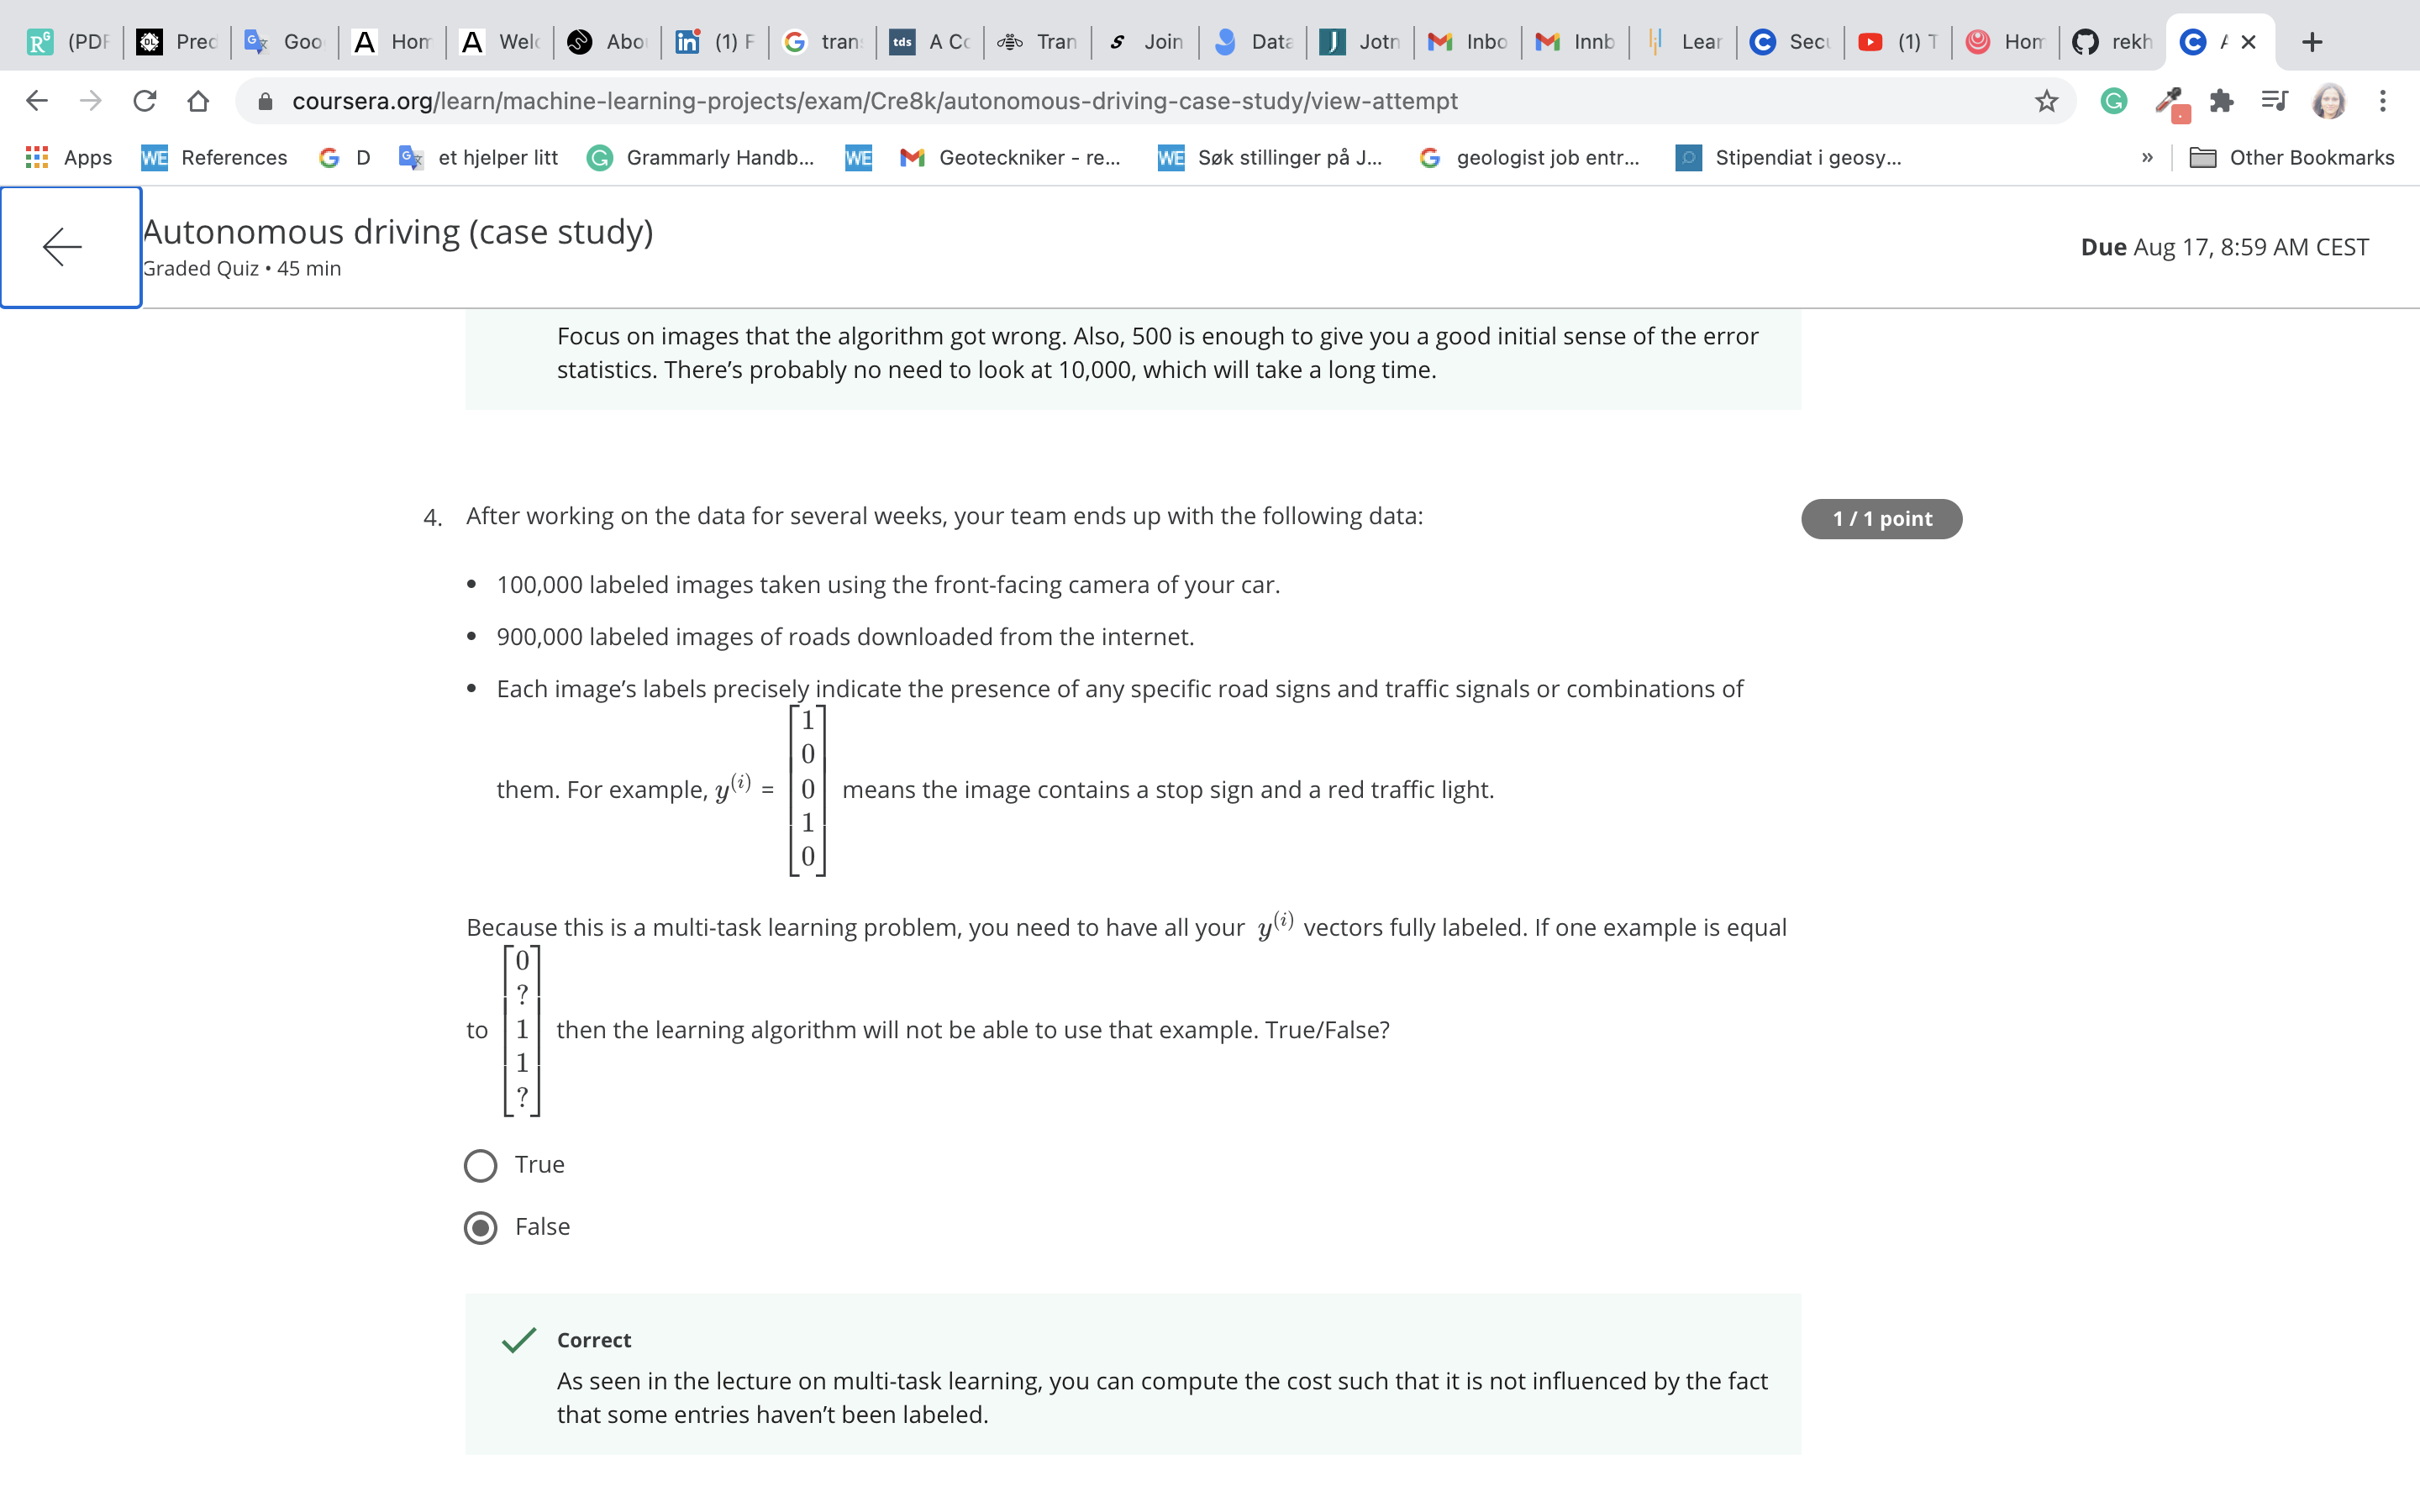 (PDF Pred Goo Hom Welc Abo (1) F tran tds A Co Tran Join Data Jotn Inbo Innb Lear Secu (1) T Hom rekh
coursera.org/learn/machine-learning-projects/exam/Cre8k/autonomous-driving-case-study/view-attempt
Apps WE References D et hjelper litt Grammarly Handb... WE Geoteckniker - re... WE Søk stillinger på J... geologist job entr... Stipendiat i geosy... » Other Bookmarks
Autonomous driving (case study)
Graded Quiz • 45 min
Due Aug 17, 8:59 AM CEST
Focus on images that the algorithm got wrong. Also, 500 is enough to give you a good initial sense of the error
statistics. There’s probably no need to look at 10,000, which will take a long time.
4. After working on the data for several weeks, your team ends up with the following data:
1 / 1 point
• 100,000 labeled images taken using the front-facing camera of your car.
• 900,000 labeled images of roads downloaded from the internet.
• Each image’s labels precisely indicate the presence of any specific road signs and traffic signals or combinations of
them. For example, y^(i) = [1 0 0 1 0] means the image contains a stop sign and a red traffic light.
Because this is a multi-task learning problem, you need to have all your y^(i) vectors fully labeled. If one example is equal
to [0 ? 1 1 ?] then the learning algorithm will not be able to use that example. True/False?
True
False
Correct
As seen in the lecture on multi-task learning, you can compute the cost such that it is not influenced by the fact
that some entries haven’t been labeled.